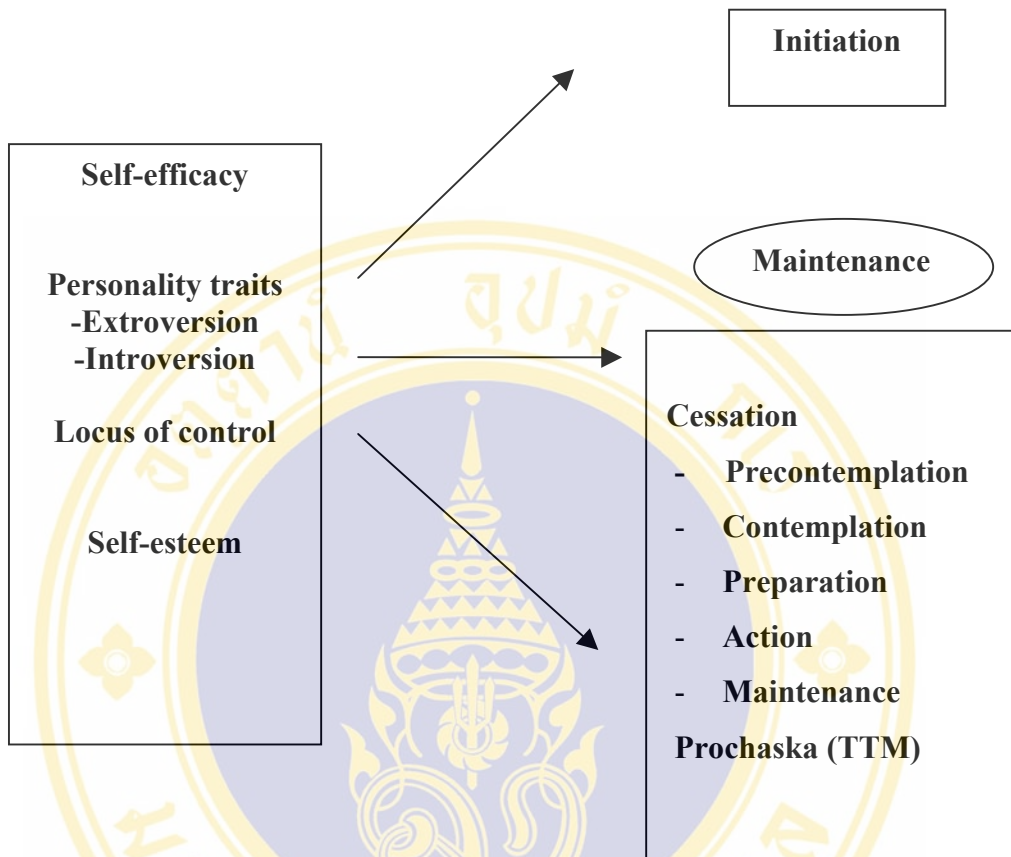 Initiation
Self-efficacy
Personality traits
-Extroversion
-Introversion
Locus of control
Self-esteem
Maintenance
Cessation
- Precontemplation
- Contemplation
- Preparation
- Action
- Maintenance
Prochaska (TTM)